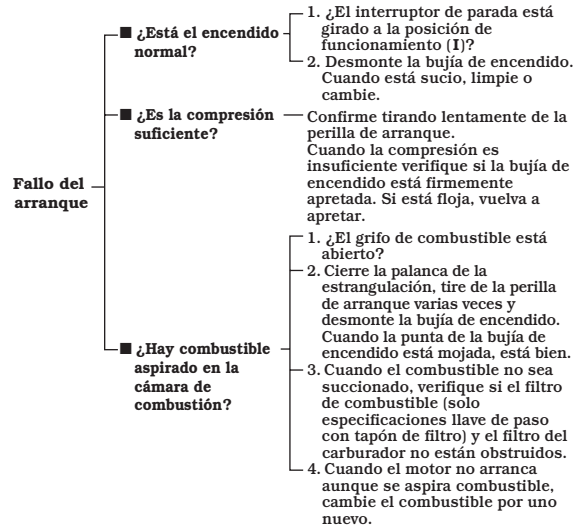 Fallo del
arranque
■ ¿Está el encendido
normal?
1. ¿El interruptor de parada está
girado a la posición de
funcionamiento (I)?
2. Desmonte la bujía de encendido.
Cuando está sucio, limpie o
cambie.
■ ¿Es la compresión
suficiente?
Confirme tirando lentamente de la
perilla de arranque.
Cuando la compresión es
insuficiente verifique si la bujía de
encendido está firmemente
apretada. Si está floja, vuelva a
apretar.
■ ¿Hay combustible
aspirado en la
cámara de
combustión?
1. ¿El grifo de combustible está
abierto?
2. Cierre la palanca de la
estrangulación, tire de la perilla
de arranque varias veces y
desmonte la bujía de encendido.
Cuando la punta de la bujía de
encendido está mojada, está bien.
3. Cuando el combustible no sea
succionado, verifique si el filtro
de combustible (solo
especificaciones llave de paso
con tapón de filtro) y el filtro del
carburador no están obstruidos.
4. Cuando el motor no arranca
aunque se aspira combustible,
cambie el combustible por uno
nuevo.